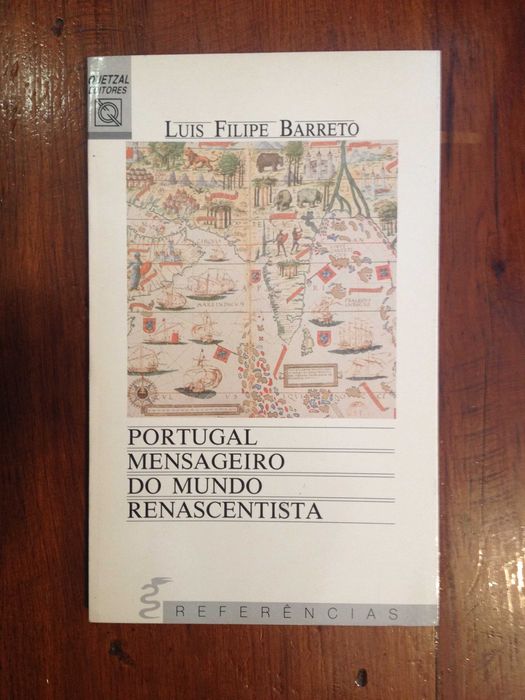 QUETZAL
EDITORES
LUIS FILIPE BARRETO
PORTUGAL
MENSAGEIRO
DO MUNDO
RENASCENTISTA
REFERÊNCIAS